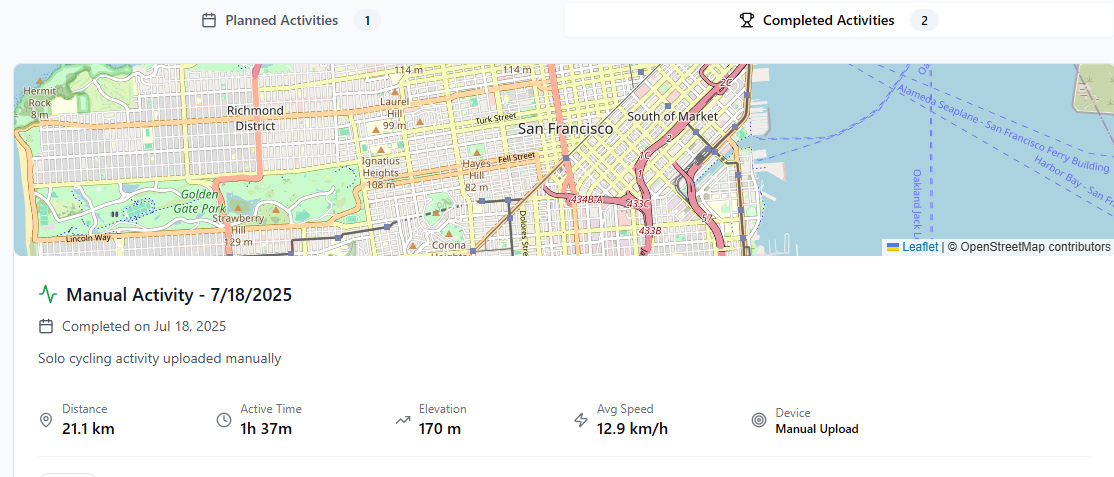 Planned Activities 1
Completed Activities 2
114 m
114 m
2C
Hermit
Rock
8 m
Richmond
District
Laurel
Hill
99 m
Turk Street
San Francisco
South of Market
2
Alameda Seaplane - San Francisco Ferry Building
Harbor Bay - San Fr
Ignatius
Heights
108 m
Hayes
Hill
82 m
Fell Street
1C
1
Oakland Jack L
Golden
Gate Park
Strawberry
Hill
129 m
434B7A
433C
57
433B
Dolores Stre
Lincoln Way
Corona
Heights
Leaflet | © OpenStreetMap contributors
Manual Activity - 7/18/2025
Completed on Jul 18, 2025
Solo cycling activity uploaded manually
Distance
21.1 km
Active Time
1h 37m
Elevation
170 m
Avg Speed
12.9 km/h
Device
Manual Upload